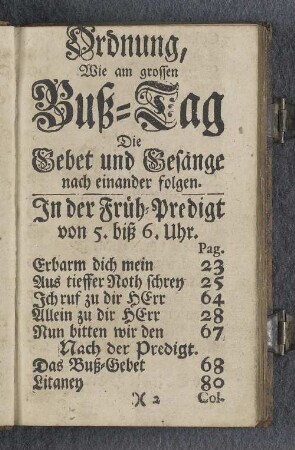 Ordnung,
Wie am grossen
Buß-Tag
Die
Gebet und Gesänge
nach einander folgen.
In der Früh-Predigt
von 5. biß 6. Uhr.
Pag.
Erbarm dich mein 23
Aus tieffer Noth schrey 25
Ich ruf zu dir HErr 64
Allein zu dir HErr 28
Nun bitten wir den 67
Nach der Predigt.
Das Buß-Gebet 68
Litaney 80
)( 2 Col-